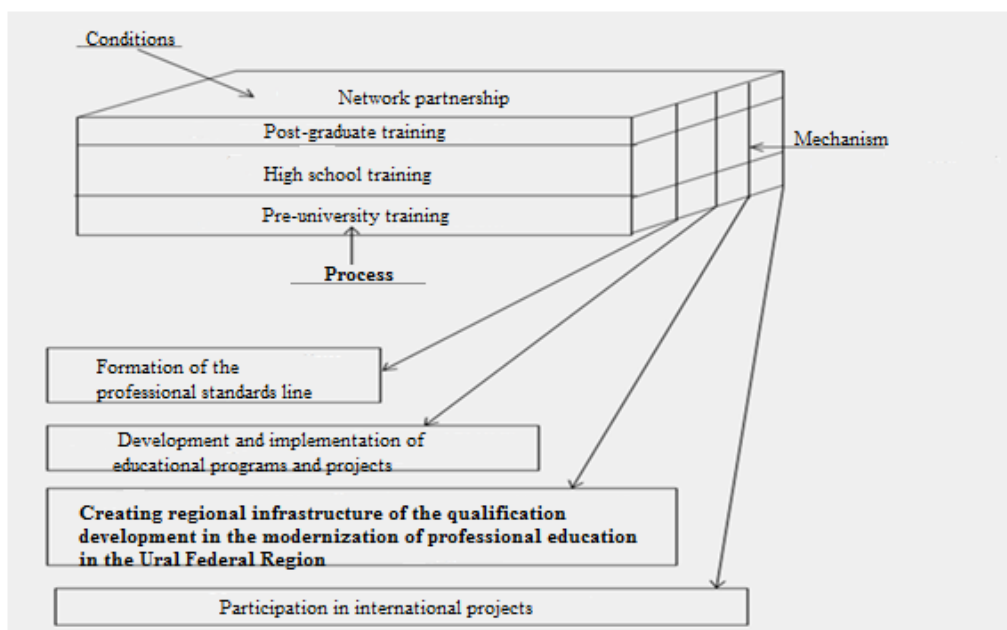 Conditions
Network partnership
Post-graduate training
Mechanism
High school training
Pre-university training
Process
Formation of the
professional standards line
Development and implementation of
educational programs and projects
Creating regional infrastructure of the qualification
development in the modernization of professional education
in the Ural Federal Region
Participation in international projects